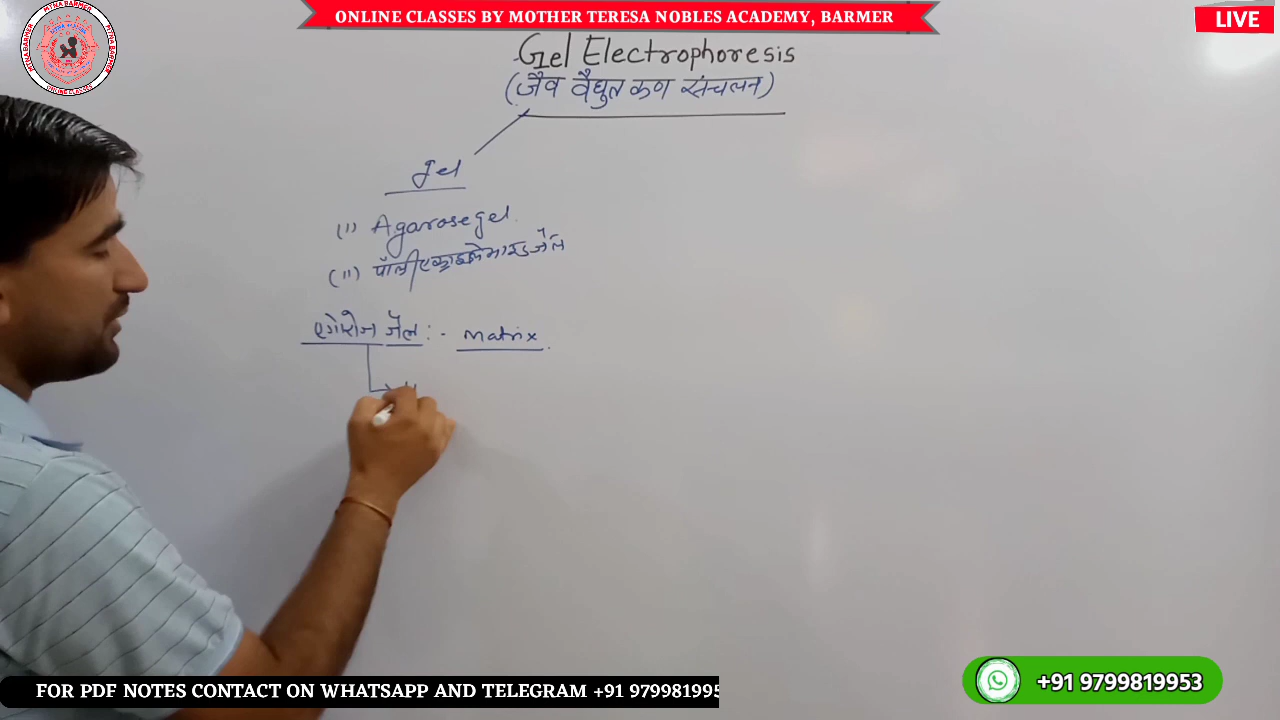 ONLINE CLASSES BY MOTHER TERESA NOBLES ACADEMY, BARMER
LIVE
Gel Electrophoresis
(जैव वैघुत कण संचलन)
gel
(i) Agarose gel.
(ii) पॉलीएक्राइलेमाइड जैल
एगेरोज जैल :- matrix.
FOR PDF NOTES CONTACT ON WHATSAPP AND TELEGRAM +91 979981995
+91 9799819953